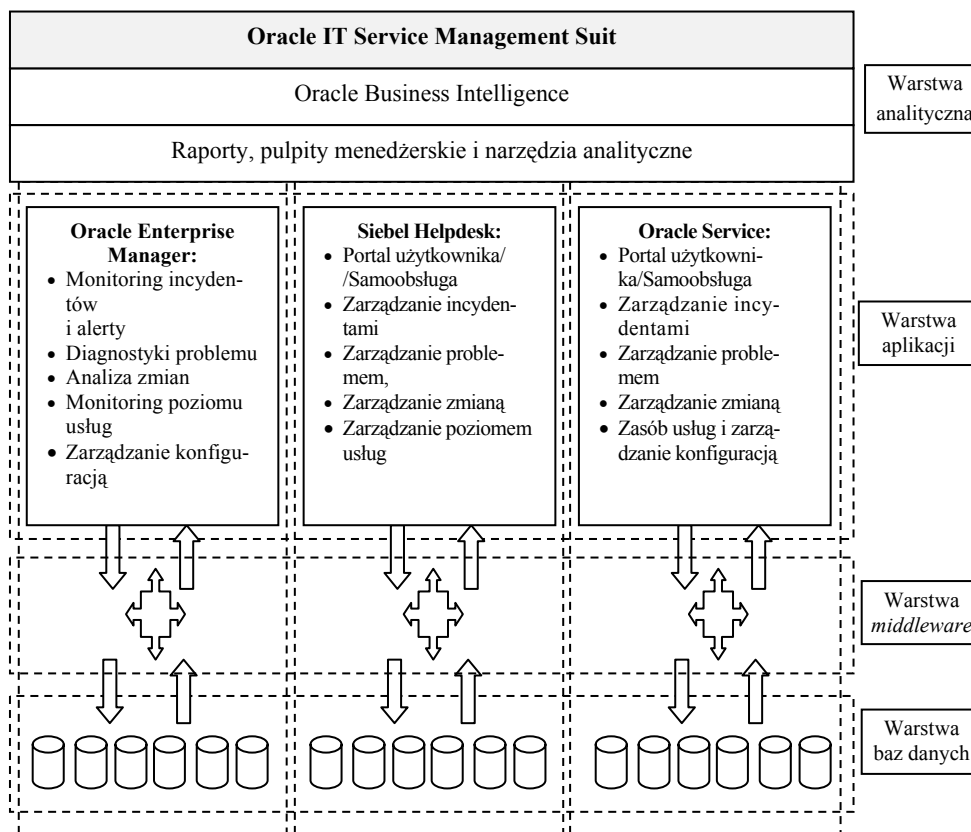 Oracle IT Service Management Suit
Oracle Business Intelligence
Raporty, pulpity menedżerskie i narzędzia analityczne
Warstwa
analityczna
Oracle Enterprise
Manager:
• Monitoring incyden-
tów
i alerty
• Diagnostyki problemu
• Analiza zmian
• Monitoring poziomu
usług
• Zarządzanie konfigu-
racją
Siebel Helpdesk:
• Portal użytkownika/
/Samoobsługa
• Zarządzanie incyden-
tami
• Zarządzanie proble-
mem,
• Zarządzanie zmianą
• Zarządzanie poziomem
usług
Oracle Service:
• Portal użytkowni-
ka/Samoobsługa
• Zarządzanie incy-
dentami
• Zarządzanie proble-
mem
• Zarządzanie zmianą
• Zasób usług i zarzą-
dzanie konfiguracją
Warstwa
aplikacji
Warstwa
middleware
Warstwa
baz danych